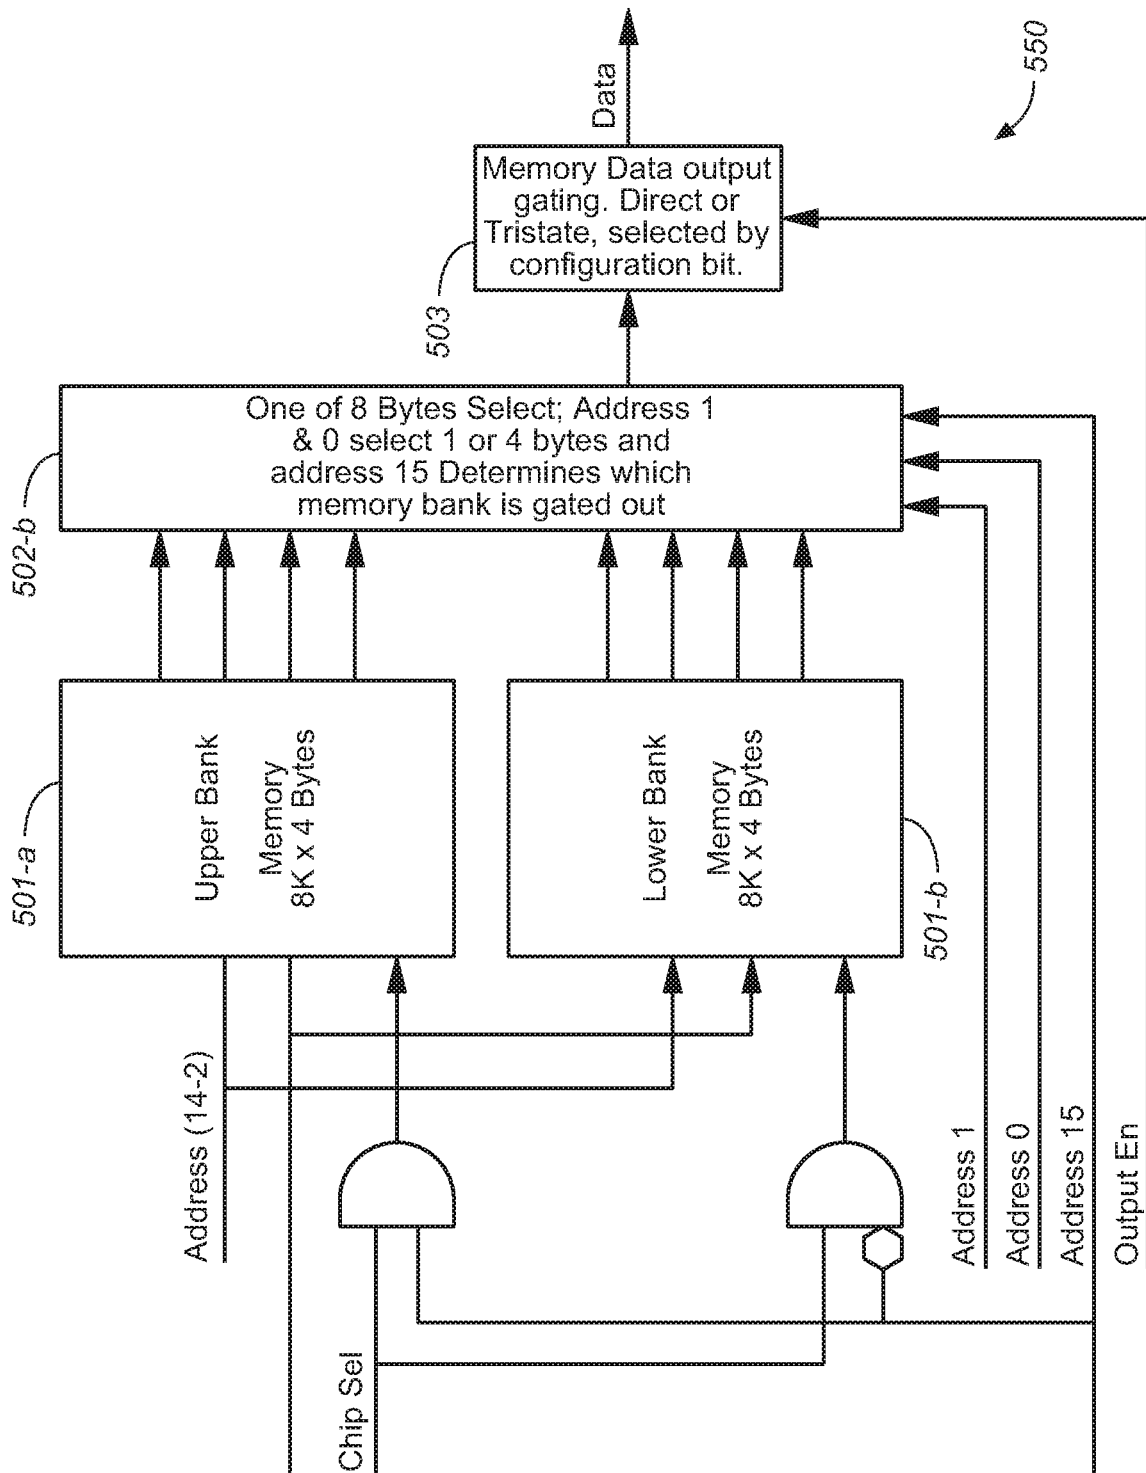 Data
550
Memory Data output
gating. Direct or
Tristate, selected by
configuration bit.
503
One of 8 Bytes Select; Address 1
& 0 select 1 or 4 bytes and
address 15 Determines which
memory bank is gated out
502-b
501-a
Upper Bank
Memory
8K x 4 Bytes
Lower Bank
Memory
8K x 4 Bytes
501-b
Address (14-2)
Chip Sel
Address 1
Address 0
Address 15
Output En